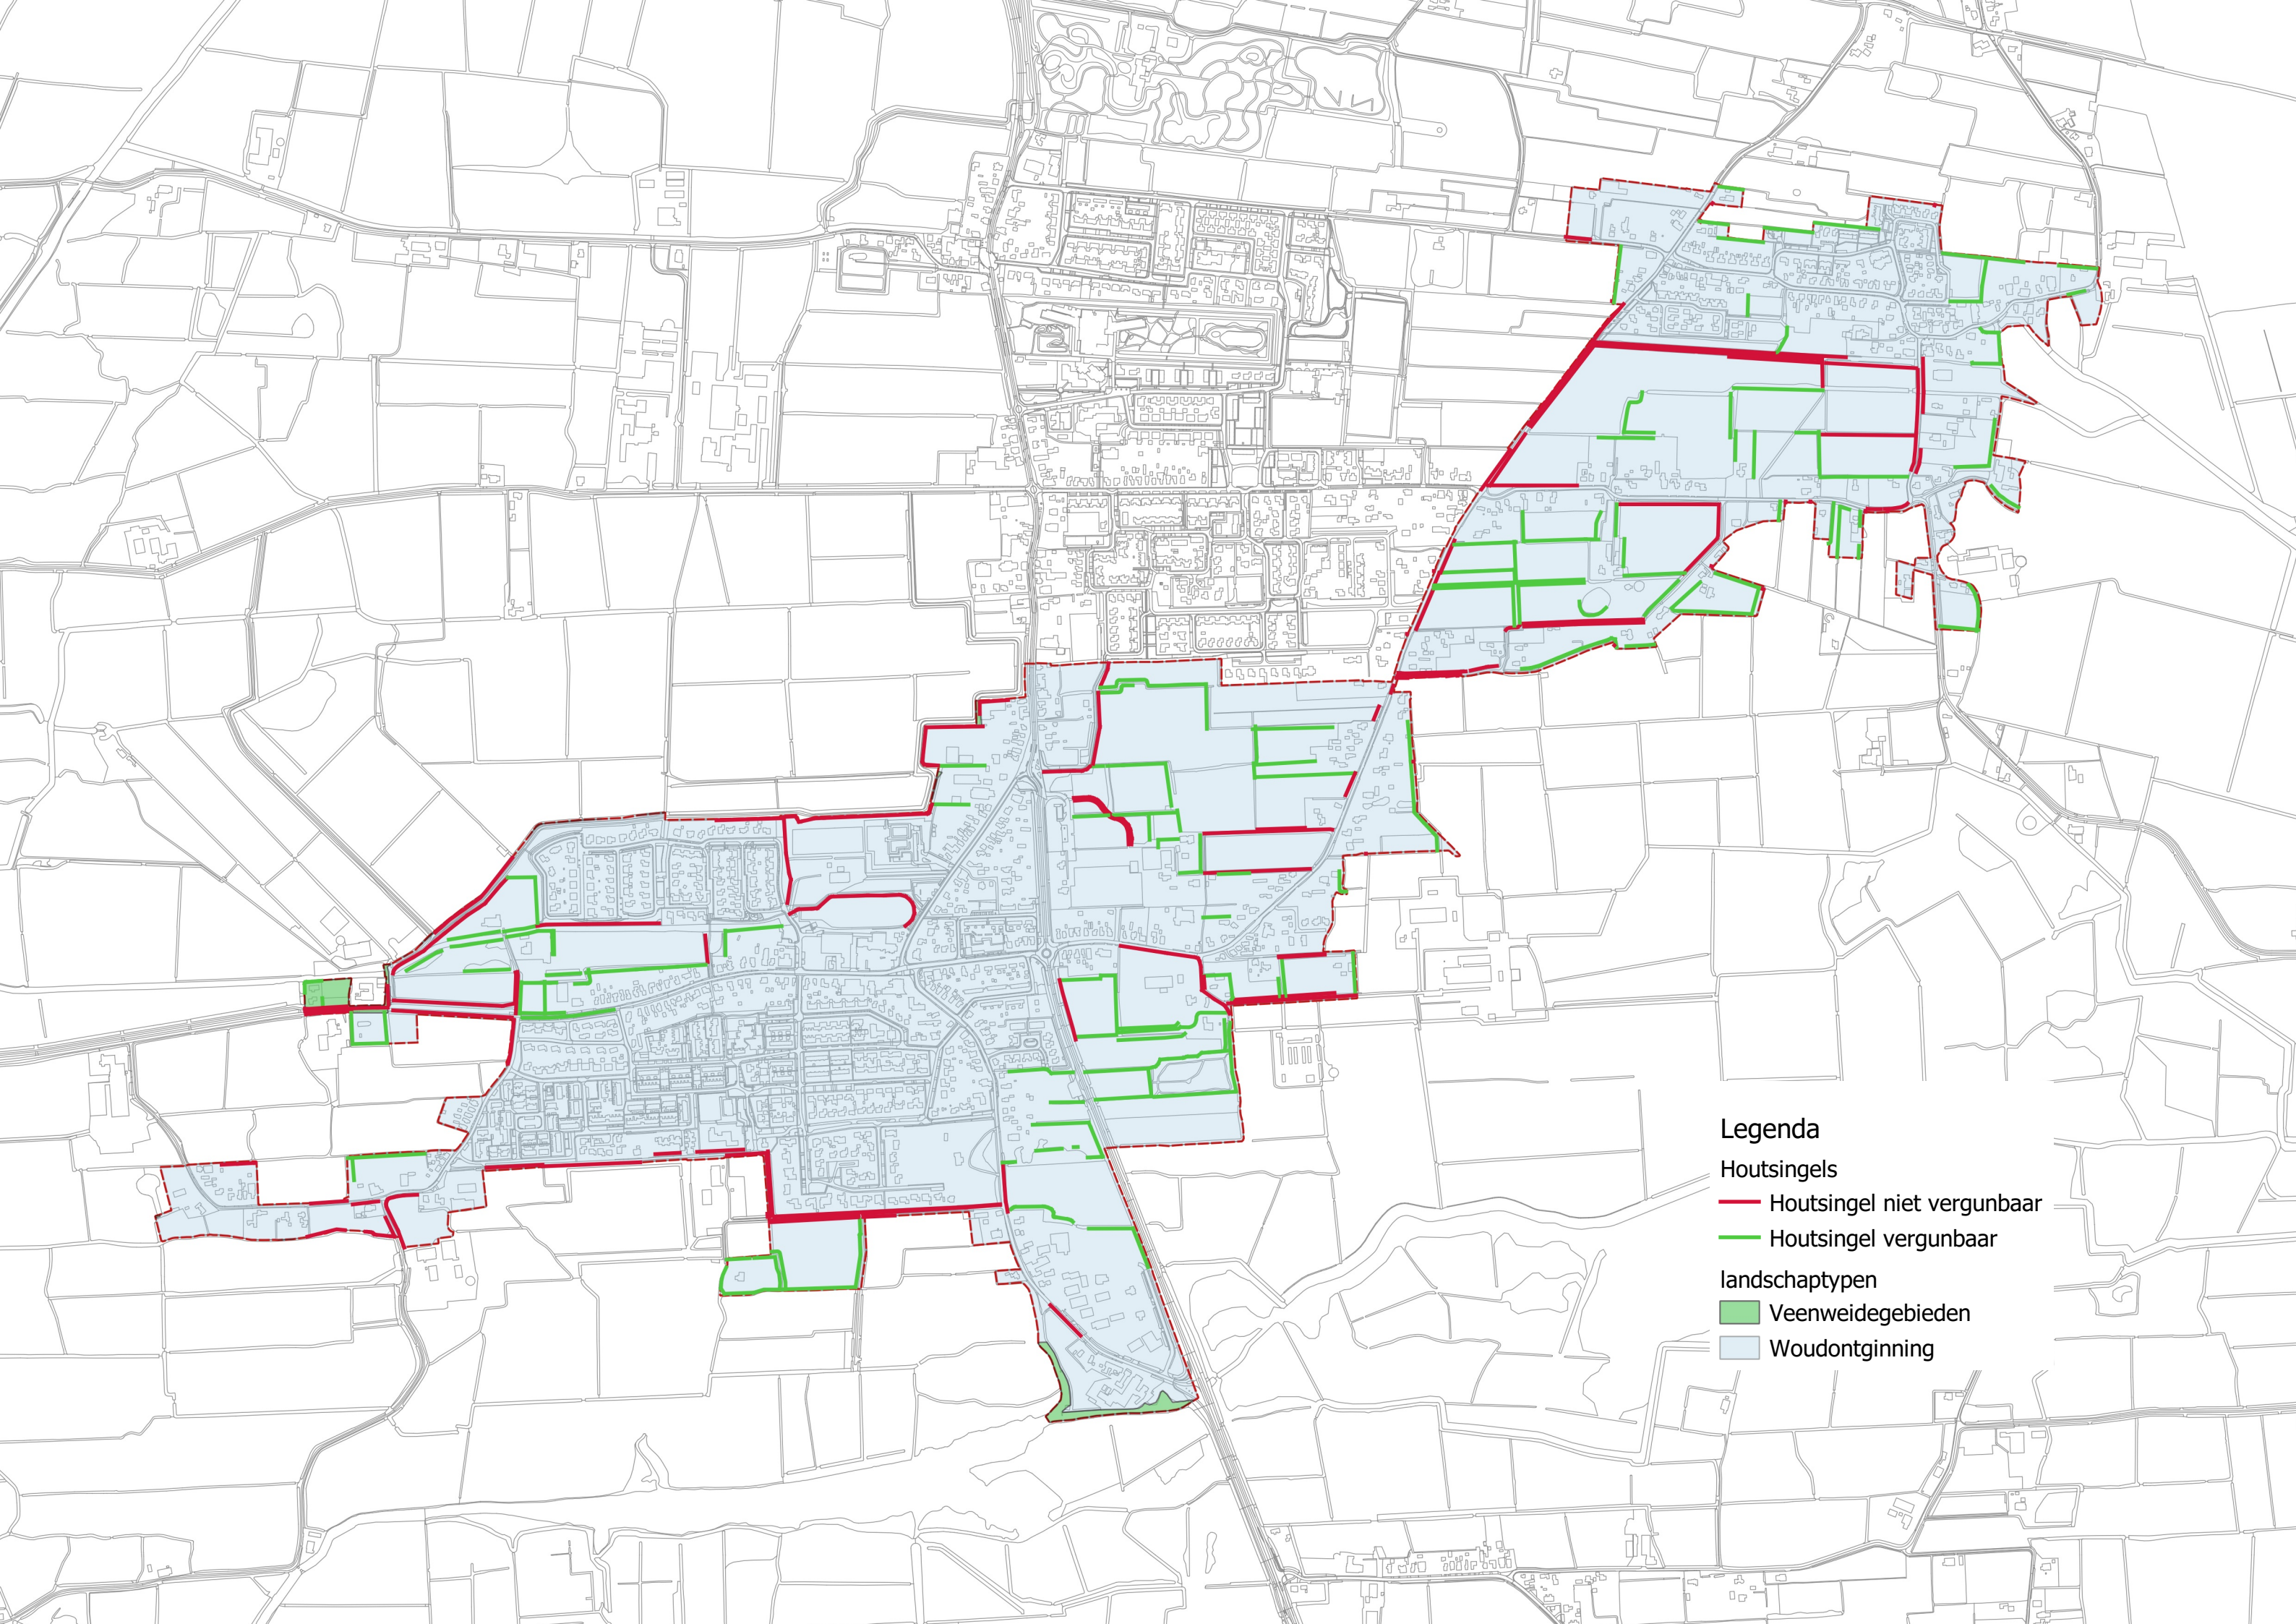 Legenda
Houtsingels
Houtsingel niet vergunbaar
Houtsingel vergunbaar
landschaptypen
Veenweidegebieden
Woudontginning